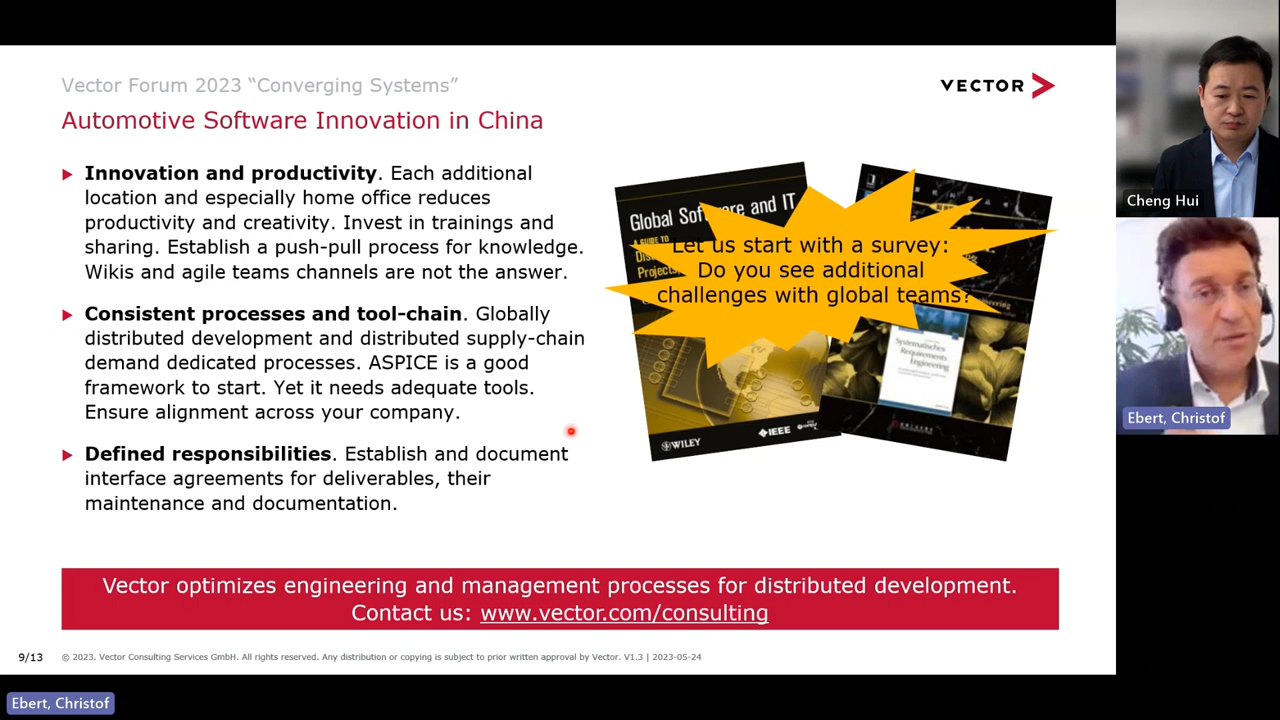 Vector Forum 2023 “Converging Systems”
VECTOR
Automotive Software Innovation in China
Innovation and productivity. Each additional
location and especially home office reduces
productivity and creativity. Invest in trainings and
sharing. Establish a push-pull process for knowledge.
Wikis and agile teams channels are not the answer.
Consistent processes and tool-chain. Globally
distributed development and distributed supply-chain
demand dedicated processes. ASPICE is a good
framework to start. Yet it needs adequate tools.
Ensure alignment across your company.
Defined responsibilities. Establish and document
interface agreements for deliverables, their
maintenance and documentation.
Global Software and IT
A GUIDE TO
Projects,
Let us start with a survey:
Do you see additional
challenges with global teams?
Systematisches
Requirements
Engineering
WILEY
IEEE
Vector optimizes engineering and management processes for distributed development.
Contact us: www.vector.com/consulting
9/13
© 2023. Vector Consulting Services GmbH. All rights reserved. Any distribution or copying is subject to prior written approval by Vector. V1.3 | 2023-05-24
Cheng Hui
Ebert, Christof
Ebert, Christof